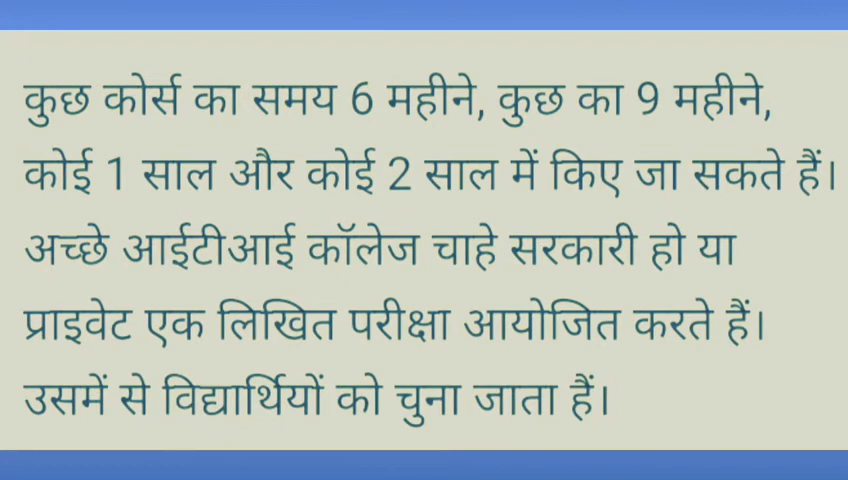 कुछ कोर्स का समय 6 महीने, कुछ का 9 महीने,
कोई 1 साल और कोई 2 साल में किए जा सकते हैं।
अच्छे आईटीआई कॉलेज चाहे सरकारी हो या
प्राइवेट एक लिखित परीक्षा आयोजित करते हैं।
उसमें से विद्यार्थियों को चुना जाता हैं।